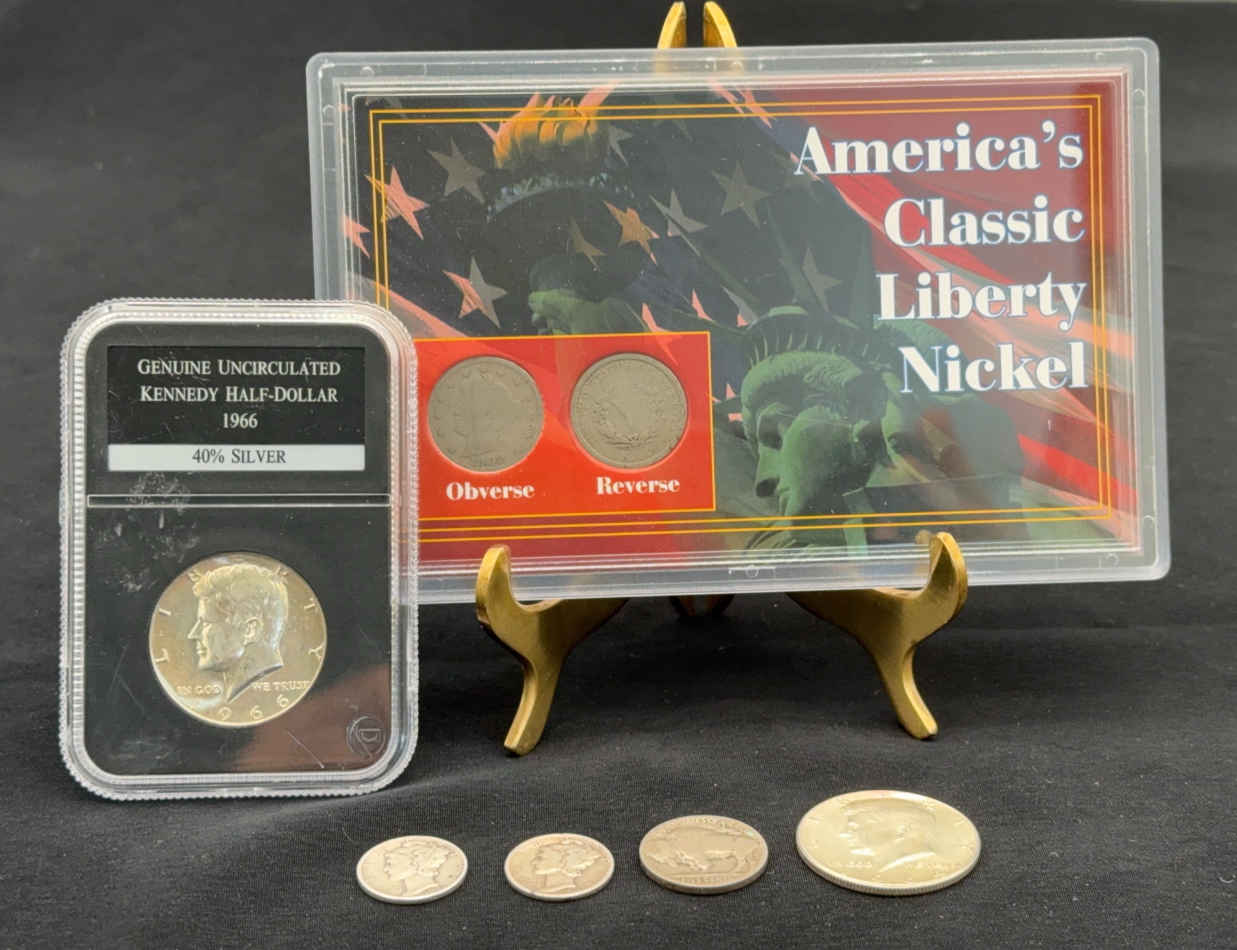 America's
Classic
Liberty
Nickel
Obverse
Reverse
GENUINE UNCIRCULATED
KENNEDY HALF-DOLLAR
1966
40% SILVER
LIBERTY
IN GOD WE TRUST
1966